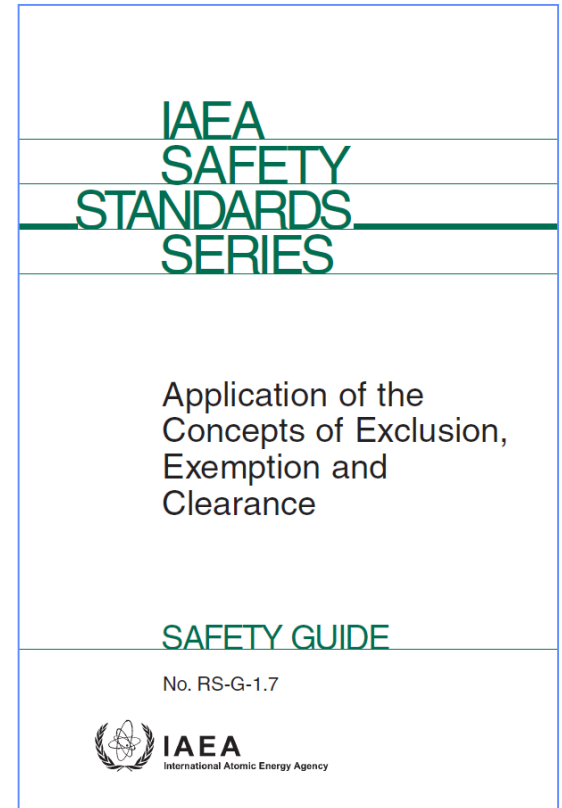 IAEA
SAFETY
STANDARDS
SERIES
Application of the
Concepts of Exclusion,
Exemption and
Clearance
SAFETY GUIDE
No. RS-G-1.7
IAEA
International Atomic Energy Agency